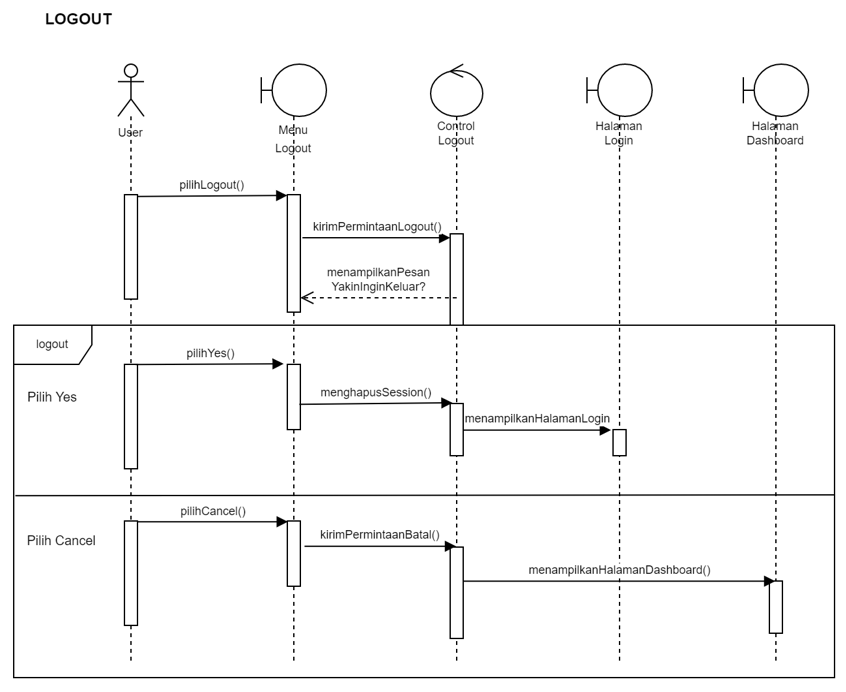 LOGOUT
User
Menu
Logout
Control
Logout
Halaman
Login
Halaman
Dashboard
pilihLogout()
kirimPermintaanLogout()
menampilkanPesan
YakinInginKeluar?
logout
pilihYes()
Pilih Yes
menghapusSession()
menampilkanHalamanLogin
pilihCancel()
Pilih Cancel
kirimPermintaanBatal()
menampilkanHalamanDashboard()